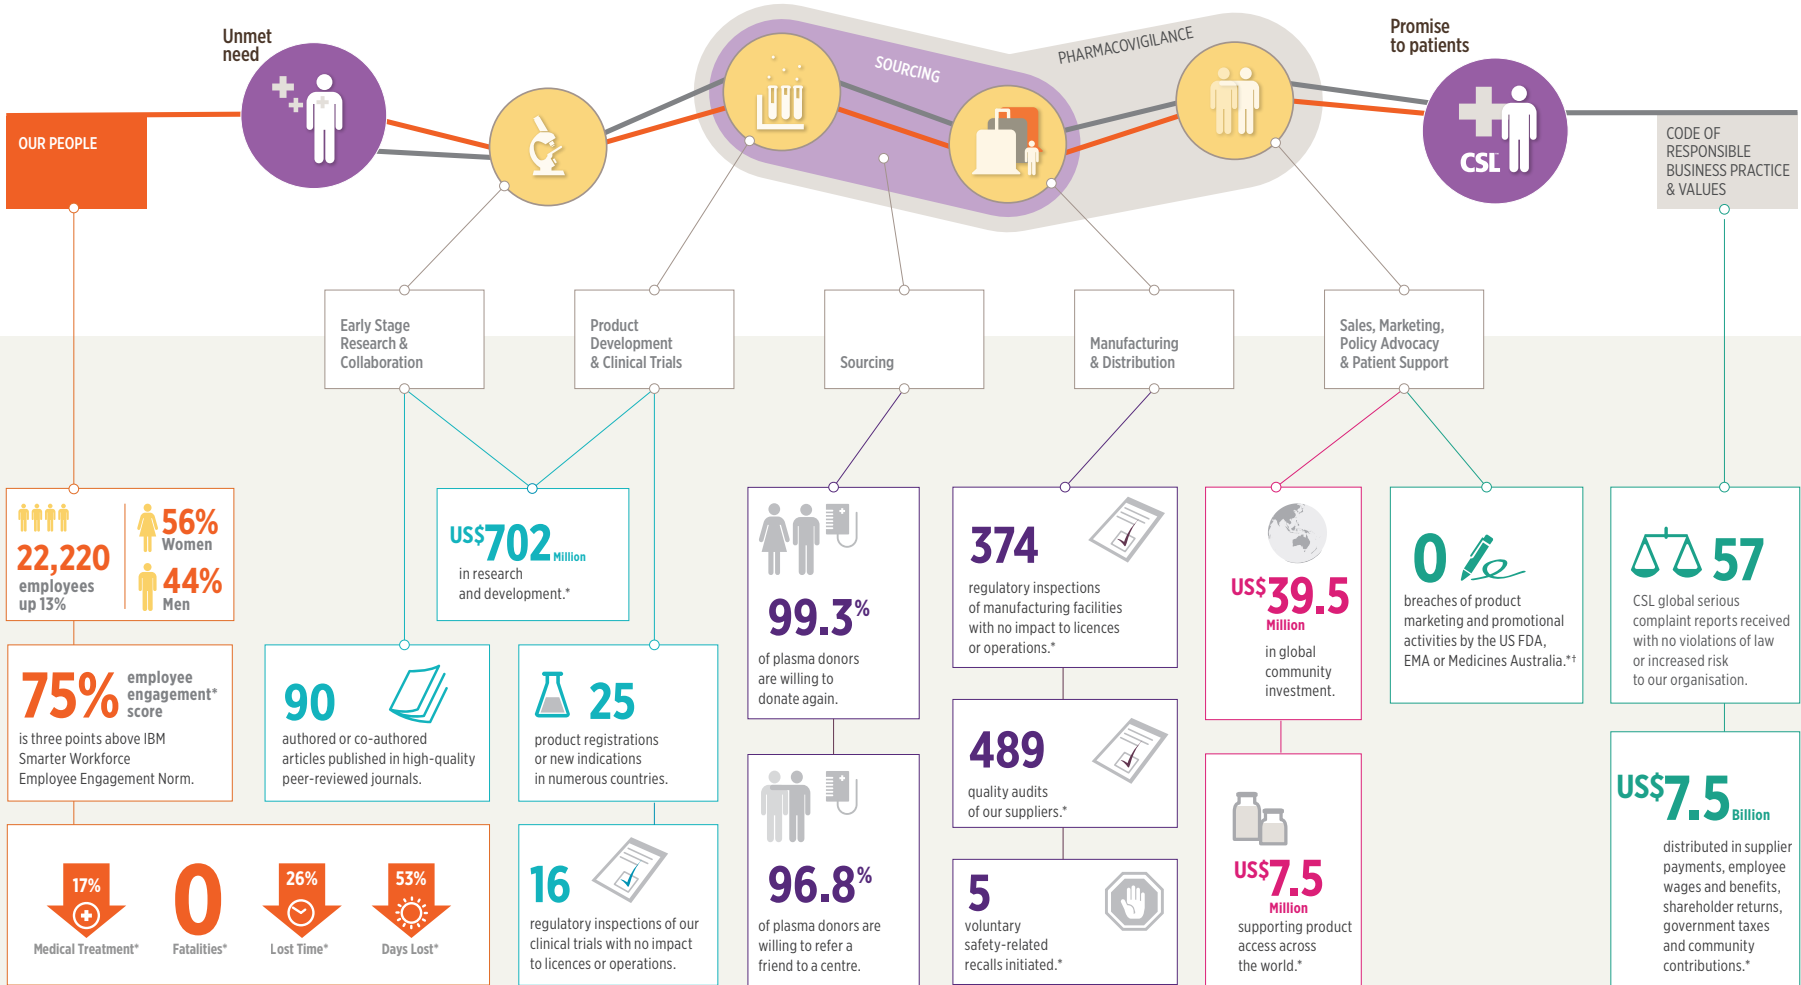 Unmet
need
SOURCING
PHARMACOVIGILANCE
Promise
to patients
OUR PEOPLE
CSL
CODE OF
RESPONSIBLE
BUSINESS PRACTICE
& VALUES
Early Stage
Research &
Collaboration
Product
Development
& Clinical Trials
Sourcing
Manufacturing
& Distribution
Sales, Marketing,
Policy Advocacy
& Patient Support
22,220
employees
up 13%
56%
Women
44%
Men
75%
employee
engagement*
score
is three points above IBM
Smarter Workforce
Employee Engagement Norm.
17%
Medical Treatment*
0
Fatalities*
26%
Lost Time*
53%
Days Lost*
US$702 Million
in research
and development.*
90
authored or co-authored
articles published in high-quality
peer-reviewed journals.
25
product registrations
or new indications
in numerous countries.
16
regulatory inspections of our
clinical trials with no impact
to licences or operations.
99.3%
of plasma donors
are willing to
donate again.
96.8%
of plasma donors are
willing to refer a
friend to a centre.
374
regulatory inspections
of manufacturing facilities
with no impact to licences
or operations.*
489
quality audits
of our suppliers.*
5
voluntary
safety-related
recalls initiated.*
US$39.5
Million
in global
community
investment.
US$7.5
Million
supporting product
access across
the world.*
0
breaches of product
marketing and promotional
activities by the US FDA,
EMA or Medicines Australia.*†
57
CSL global serious
complaint reports received
with no violations of law
or increased risk
to our organisation.
US$7.5 Billion
distributed in supplier
payments, employee
wages and benefits,
shareholder returns,
government taxes
and community
contributions.*